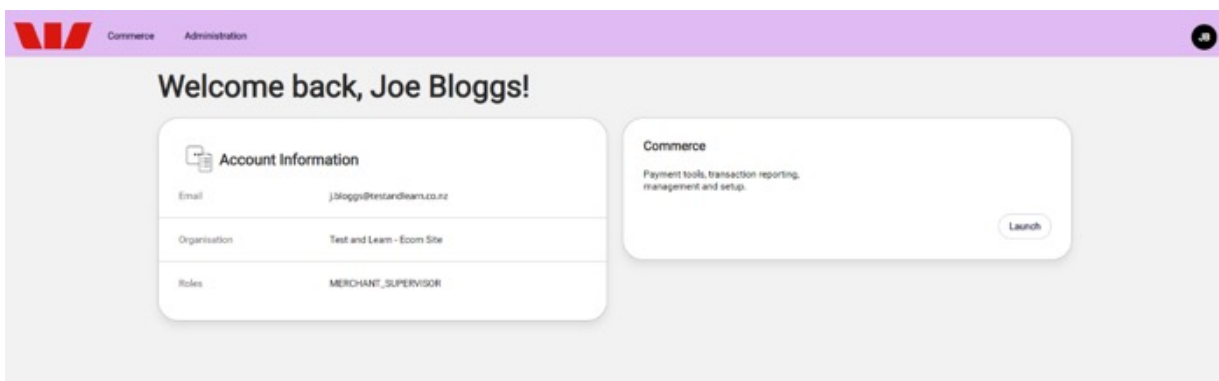 Commerce Administration JB
Welcome back, Joe Bloggs!
Account Information
Email j.bloggs@testandlearn.co.nz
Organisation Test and Learn - Ecom Site
Roles MERCHANT_SUPERVISOR
Commerce
Payment tools, transaction reporting,
management and setup.
Launch